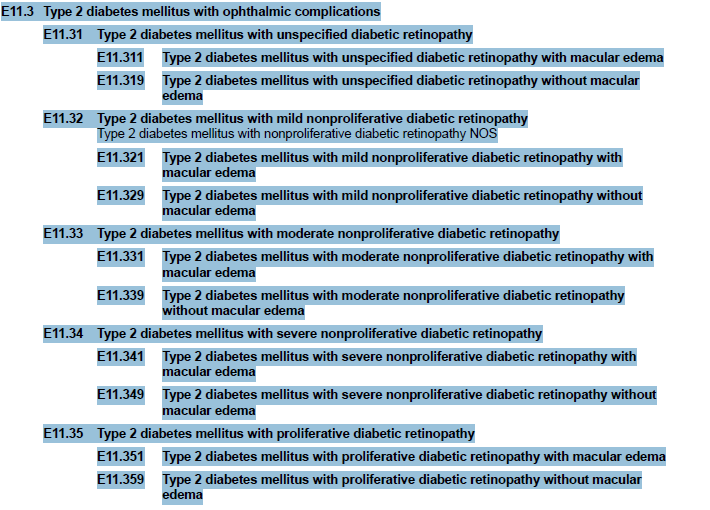 E11.3 Type 2 diabetes mellitus with ophthalmic complications
E11.31 Type 2 diabetes mellitus with unspecified diabetic retinopathy
E11.311 Type 2 diabetes mellitus with unspecified diabetic retinopathy with macular edema
E11.319 Type 2 diabetes mellitus with unspecified diabetic retinopathy without macular
edema
E11.32 Type 2 diabetes mellitus with mild nonproliferative diabetic retinopathy
Type 2 diabetes mellitus with nonproliferative diabetic retinopathy NOS
E11.321 Type 2 diabetes mellitus with mild nonproliferative diabetic retinopathy with
macular edema
E11.329 Type 2 diabetes mellitus with mild nonproliferative diabetic retinopathy without
macular edema
E11.33 Type 2 diabetes mellitus with moderate nonproliferative diabetic retinopathy
E11.331 Type 2 diabetes mellitus with moderate nonproliferative diabetic retinopathy with
macular edema
E11.339 Type 2 diabetes mellitus with moderate nonproliferative diabetic retinopathy
without macular edema
E11.34 Type 2 diabetes mellitus with severe nonproliferative diabetic retinopathy
E11.341 Type 2 diabetes mellitus with severe nonproliferative diabetic retinopathy with
macular edema
E11.349 Type 2 diabetes mellitus with severe nonproliferative diabetic retinopathy without
macular edema
E11.35 Type 2 diabetes mellitus with proliferative diabetic retinopathy
E11.351 Type 2 diabetes mellitus with proliferative diabetic retinopathy with macular edema
E11.359 Type 2 diabetes mellitus with proliferative diabetic retinopathy without macular
edema